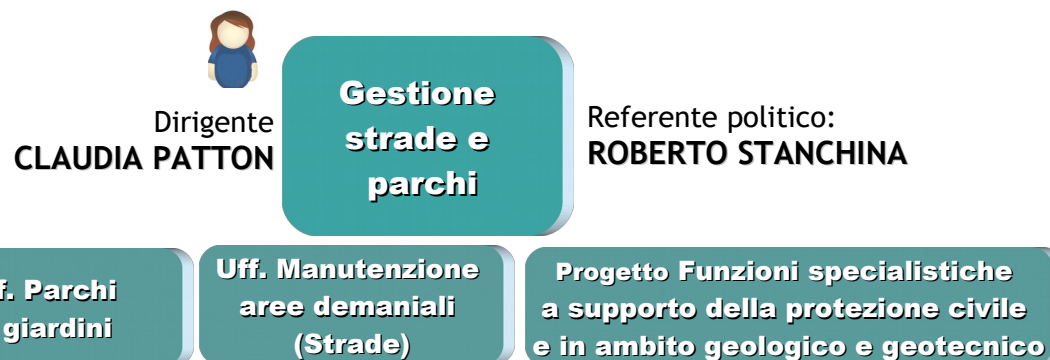 Gestione
strade e
parchi
Dirigente
CLAUDIA PATTON
Referente politico:
ROBERTO STANCHINA
f. Parchi
giardini
Uff. Manutenzione
aree demaniali
(Strade)
Progetto Funzioni specialistiche
a supporto della protezione civile
e in ambito geologico e geotecnico